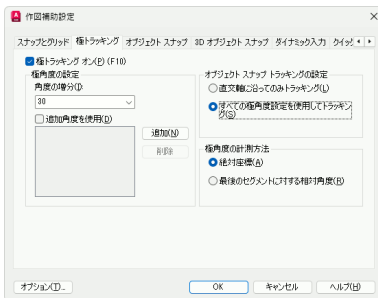 作図補助設定
スナップとグリッド 極トラッキング オブジェクト スナップ 3D オブジェクト スナップ ダイナミック入力
極トラッキング オン(P) (F10)
極角度の設定
角度の増分(I):
30
追加角度を使用(D)
追加(N)
削除
オブジェクト スナップ トラッキングの設定
直交軸に沿ってのみトラッキング(L)
すべての極角度設定を使用してトラッキン
グ(S)
極角度の計測方法
絶対座標(A)
最後のセグメントに対する相対角度(R)
オプション(T)... OK キャンセル ヘルプ(H)